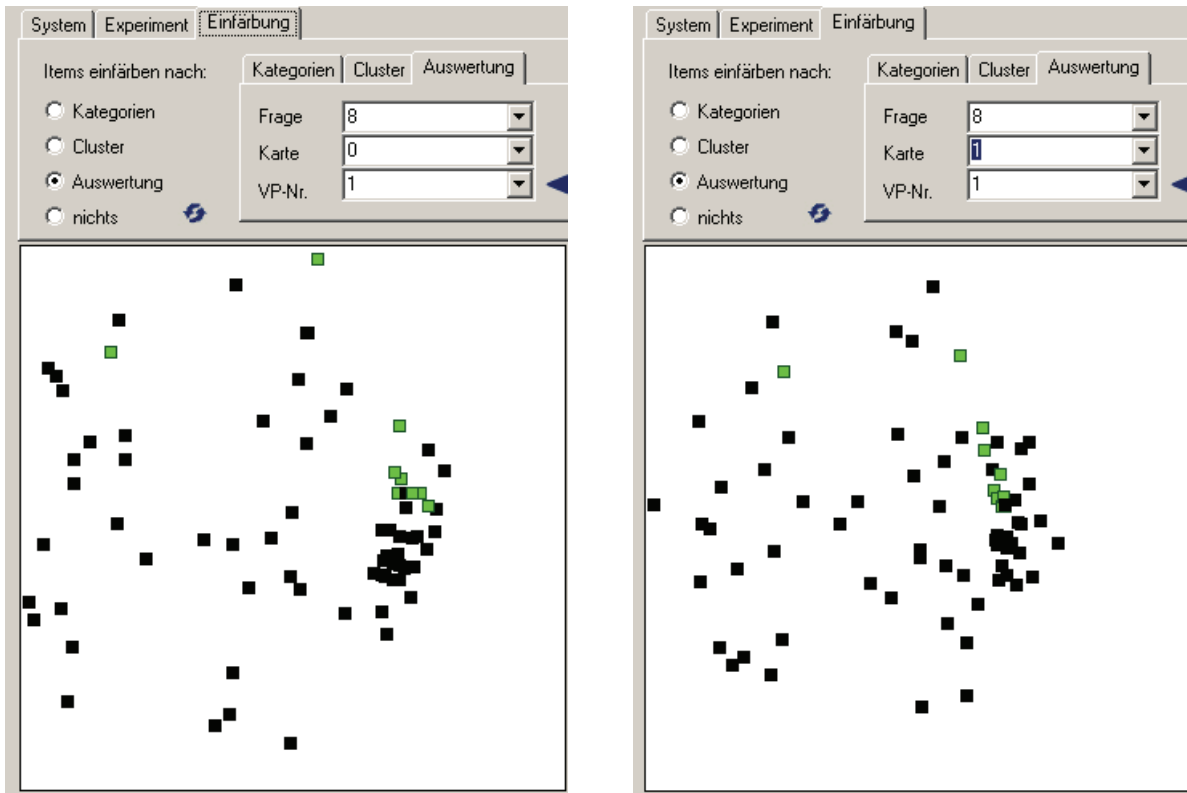 System Experiment Einfärbung
Items einfärben nach:
Kategorien
Cluster
Auswertung
nichts
Kategorien Cluster Auswertung
Frage 8
Karte 0
VP-Nr. 1
System Experiment Einfärbung
Items einfärben nach:
Kategorien
Cluster
Auswertung
nichts
Kategorien Cluster Auswertung
Frage 8
Karte 1
VP-Nr. 1